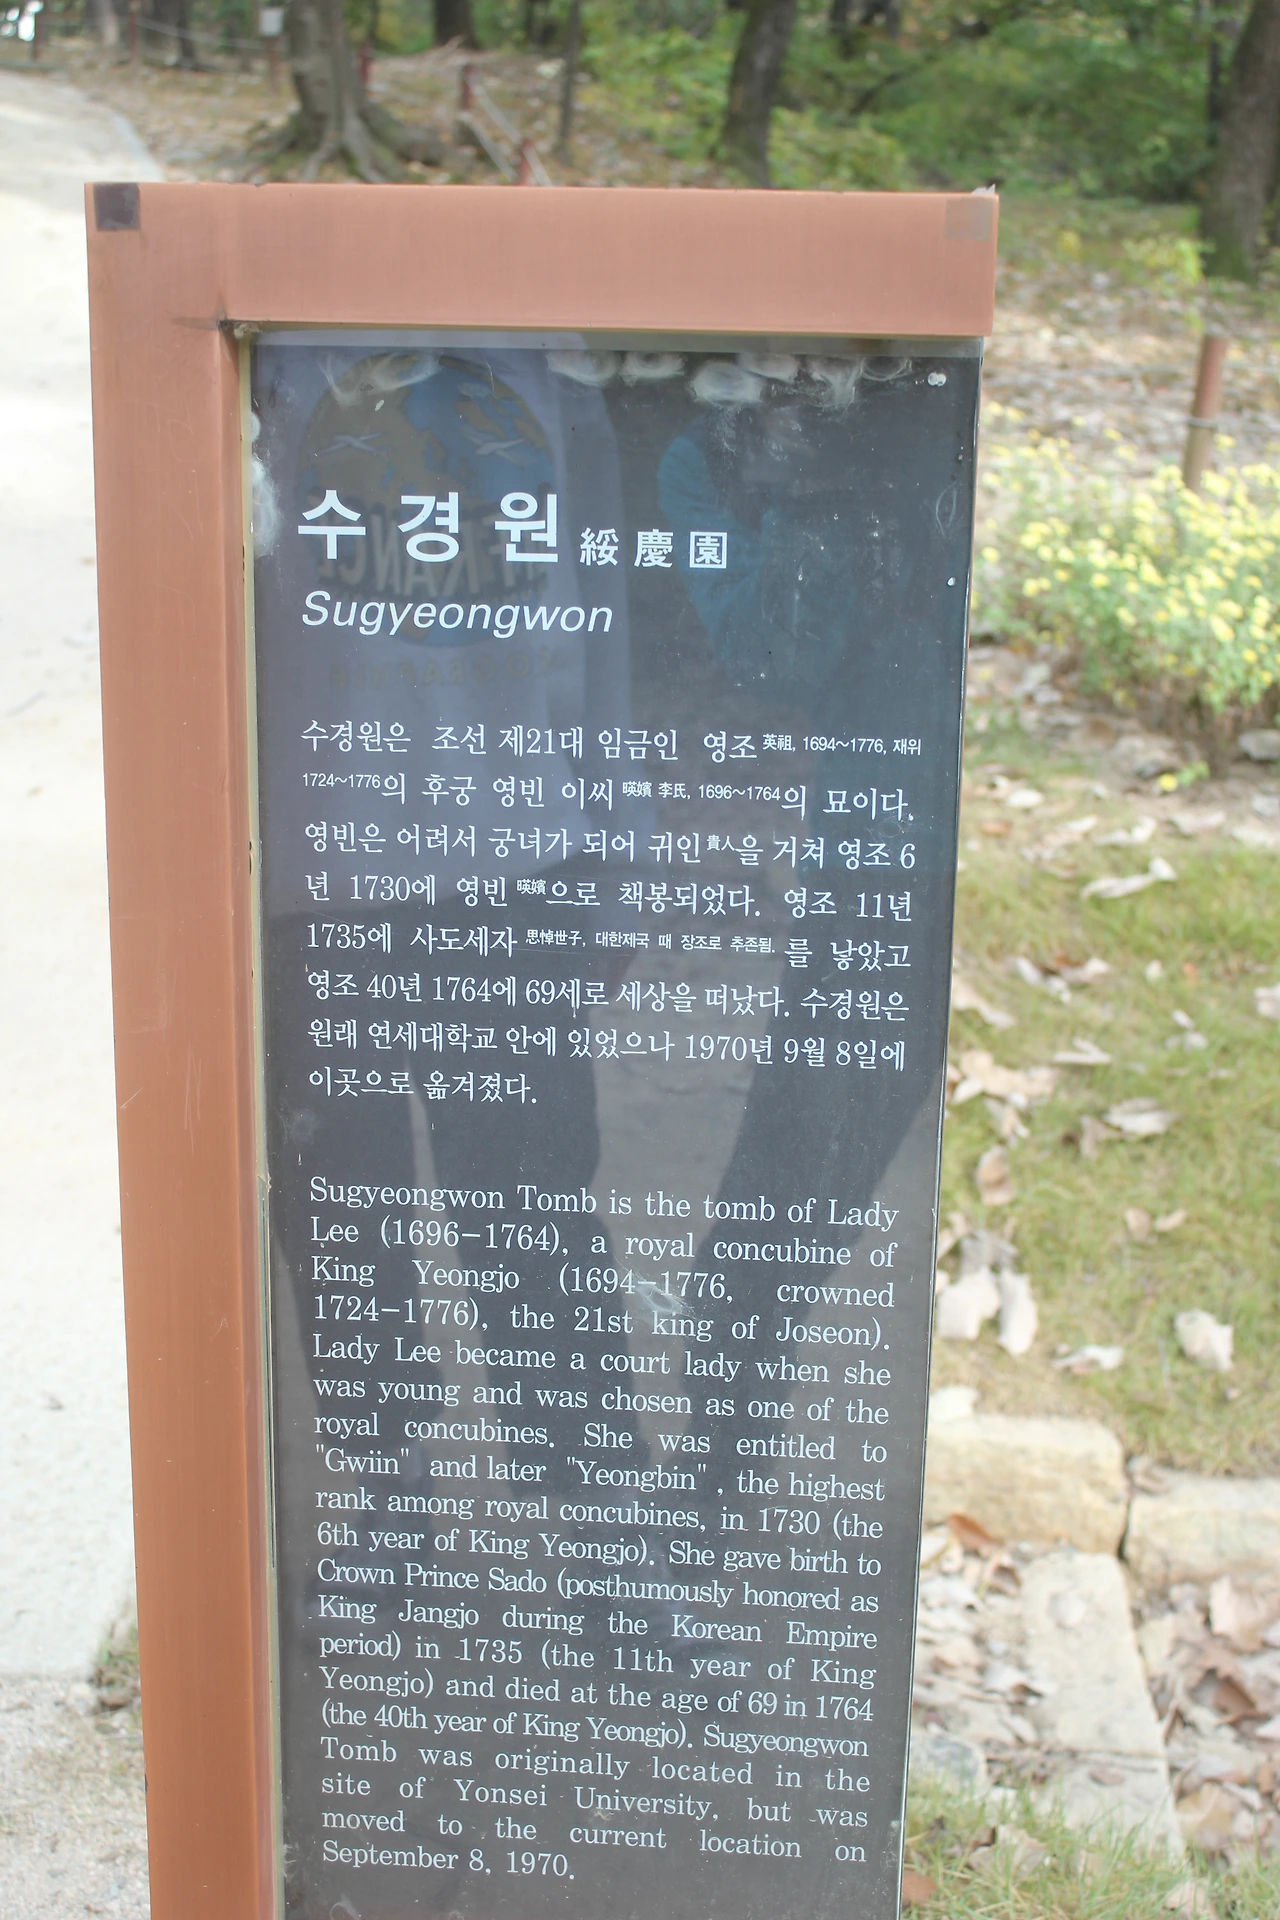 수경원 綏慶園
Sugyeongwon
수경원은 조선 제21대 임금인 영조 英祖, 1694~1776, 재위
1724~1776의 후궁 영빈 이씨 暎嬪 李氏, 1696~1764의 묘이다.
영빈은 어려서 궁녀가 되어 귀인貴人을 거쳐 영조 6
년 1730에 영빈 暎嬪으로 책봉되었다. 영조 11년
1735에 사도세자 思悼世子, 대한제국 때 장조로 추존됨. 를 낳았고
영조 40년 1764에 69세로 세상을 떠났다. 수경원은
원래 연세대학교 안에 있었으나 1970년 9월 8일에
이곳으로 옮겨졌다.
Sugyeongwon Tomb is the tomb of Lady
Lee (1696-1764), a royal concubine of
King Yeongjo (1694-1776, crowned
1724-1776), the 21st king of Joseon).
Lady Lee became a court lady when she
was young and was chosen as one of the
royal concubines. She was entitled to
"Gwiin" and later "Yeongbin" , the highest
rank among royal concubines, in 1730 (the
6th year of King Yeongjo). She gave birth to
Crown Prince Sado (posthumously honored as
King Jangjo during the Korean Empire
period) in 1735 (the 11th year of King
Yeongjo) and died at the age of 69 in 1764
(the 40th year of King Yeongjo). Sugyeongwon
Tomb was originally located in the
site of Yonsei University, but was
moved to the current location on
September 8, 1970.